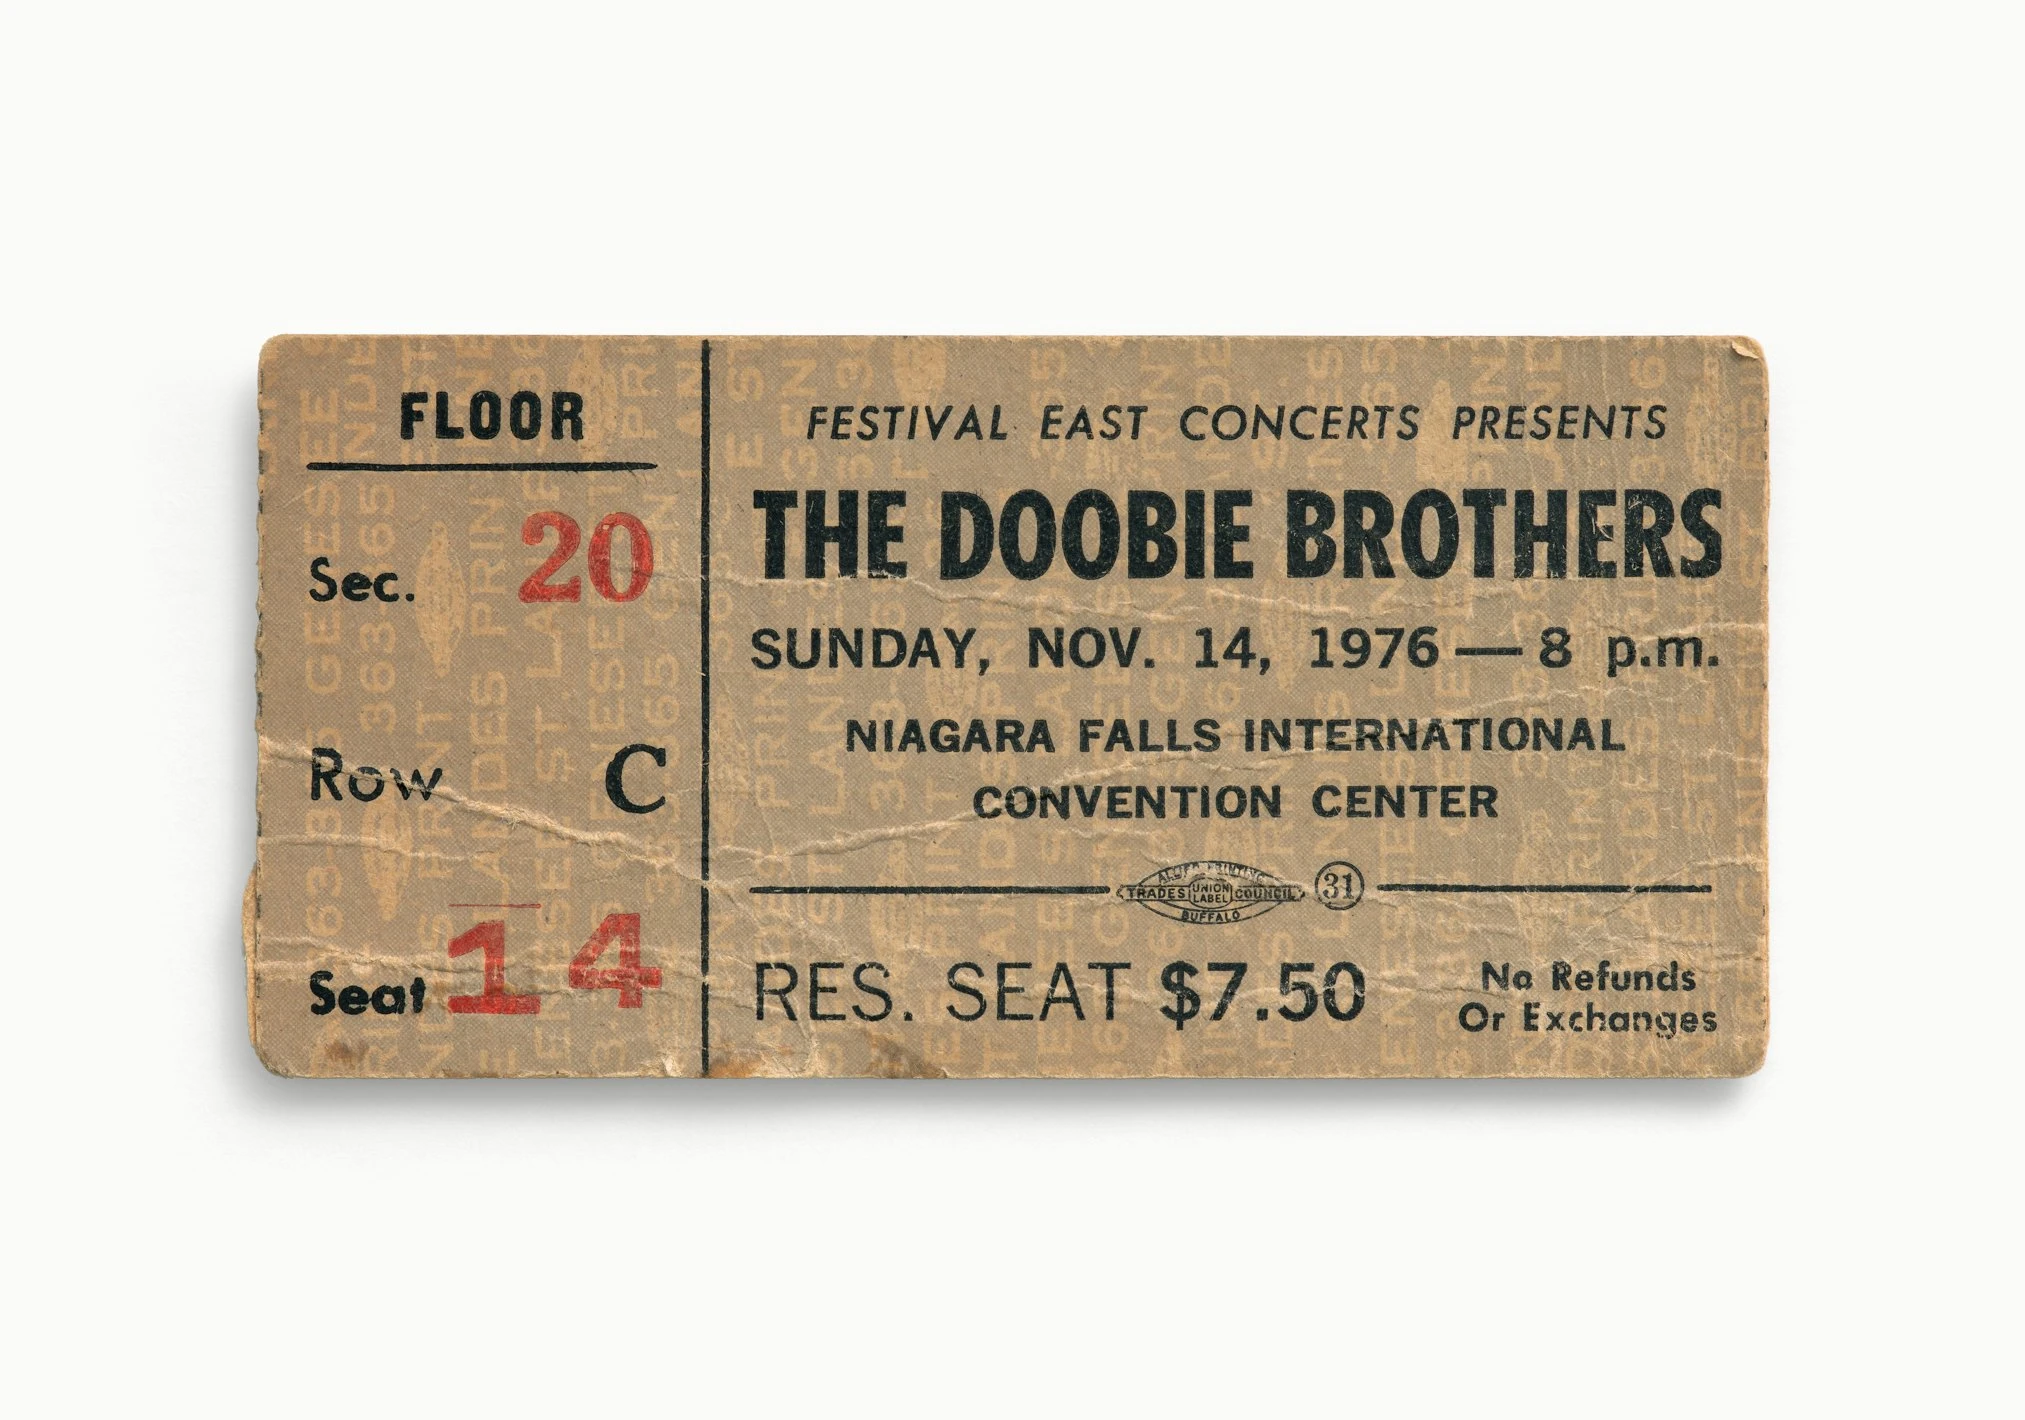 FLOOR
Sec. 20
Row C
Seat 14
FESTIVAL EAST CONCERTS PRESENTS
THE DOOBIE BROTHERS
SUNDAY, NOV. 14, 1976 — 8 p.m.
NIAGARA FALLS INTERNATIONAL
CONVENTION CENTER
ALLIED PRINTING
TRADES UNION LABEL COUNCIL
BUFFALO
31
RES. SEAT $7.50
No Refunds
Or Exchanges